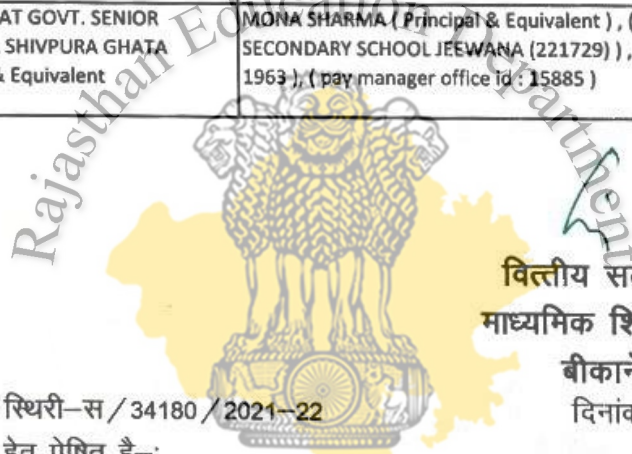 AT GOVT. SENIOR
SHIVPURA GHATA
& Equivalent
MONA SHARMA ( Principal & Equivalent ) , (
SECONDARY SCHOOL JEEWANA (221729) ) ,
1963 ), ( pay manager office id : 15885 )
Rajasthan Education Department
वित्तीय
माध्यमिक
स्थिरी–स / 34180 / 2021–22